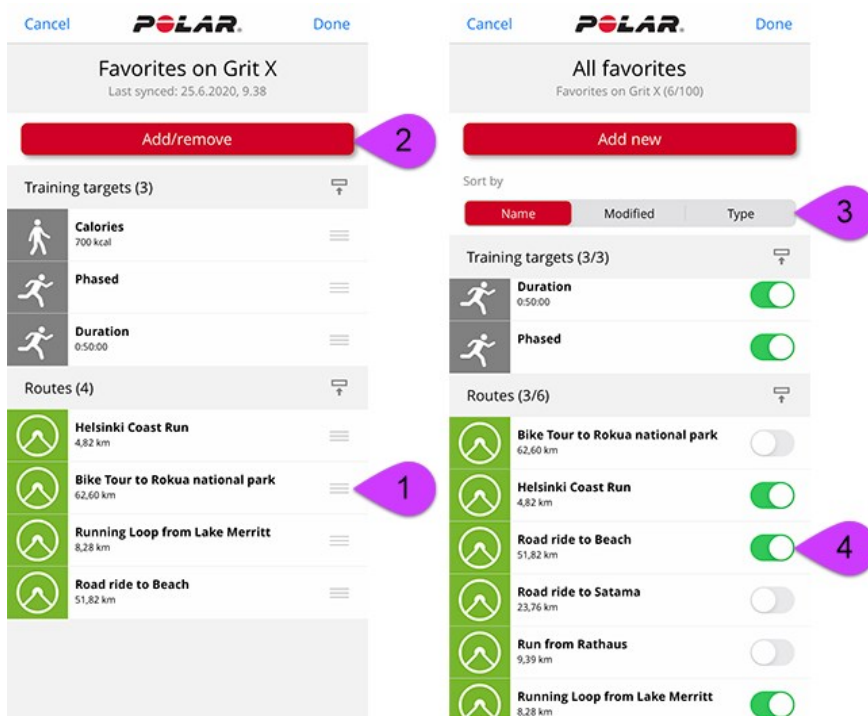 Cancel
POLAR.
Done
Favorites on Grit X
Last synced: 25.6.2020, 9.38
Add/remove
2
Training targets (3)
Calories
700 kcal
Phased
Duration
0:50:00
Routes (4)
Helsinki Coast Run
4,82 km
Bike Tour to Rokua national park
62,60 km
1
Running Loop from Lake Merritt
8,28 km
Road ride to Beach
51,82 km
Cancel
POLAR.
Done
All favorites
Favorites on Grit X (6/100)
Add new
Sort by
Name Modified Type
3
Training targets (3/3)
Duration
0:50:00
Phased
Routes (3/6)
Bike Tour to Rokua national park
62,60 km
Helsinki Coast Run
4,82 km
Road ride to Beach
51,82 km
4
Road ride to Satama
23,76 km
Run from Rathaus
9,39 km
Running Loop from Lake Merritt
8,28 km